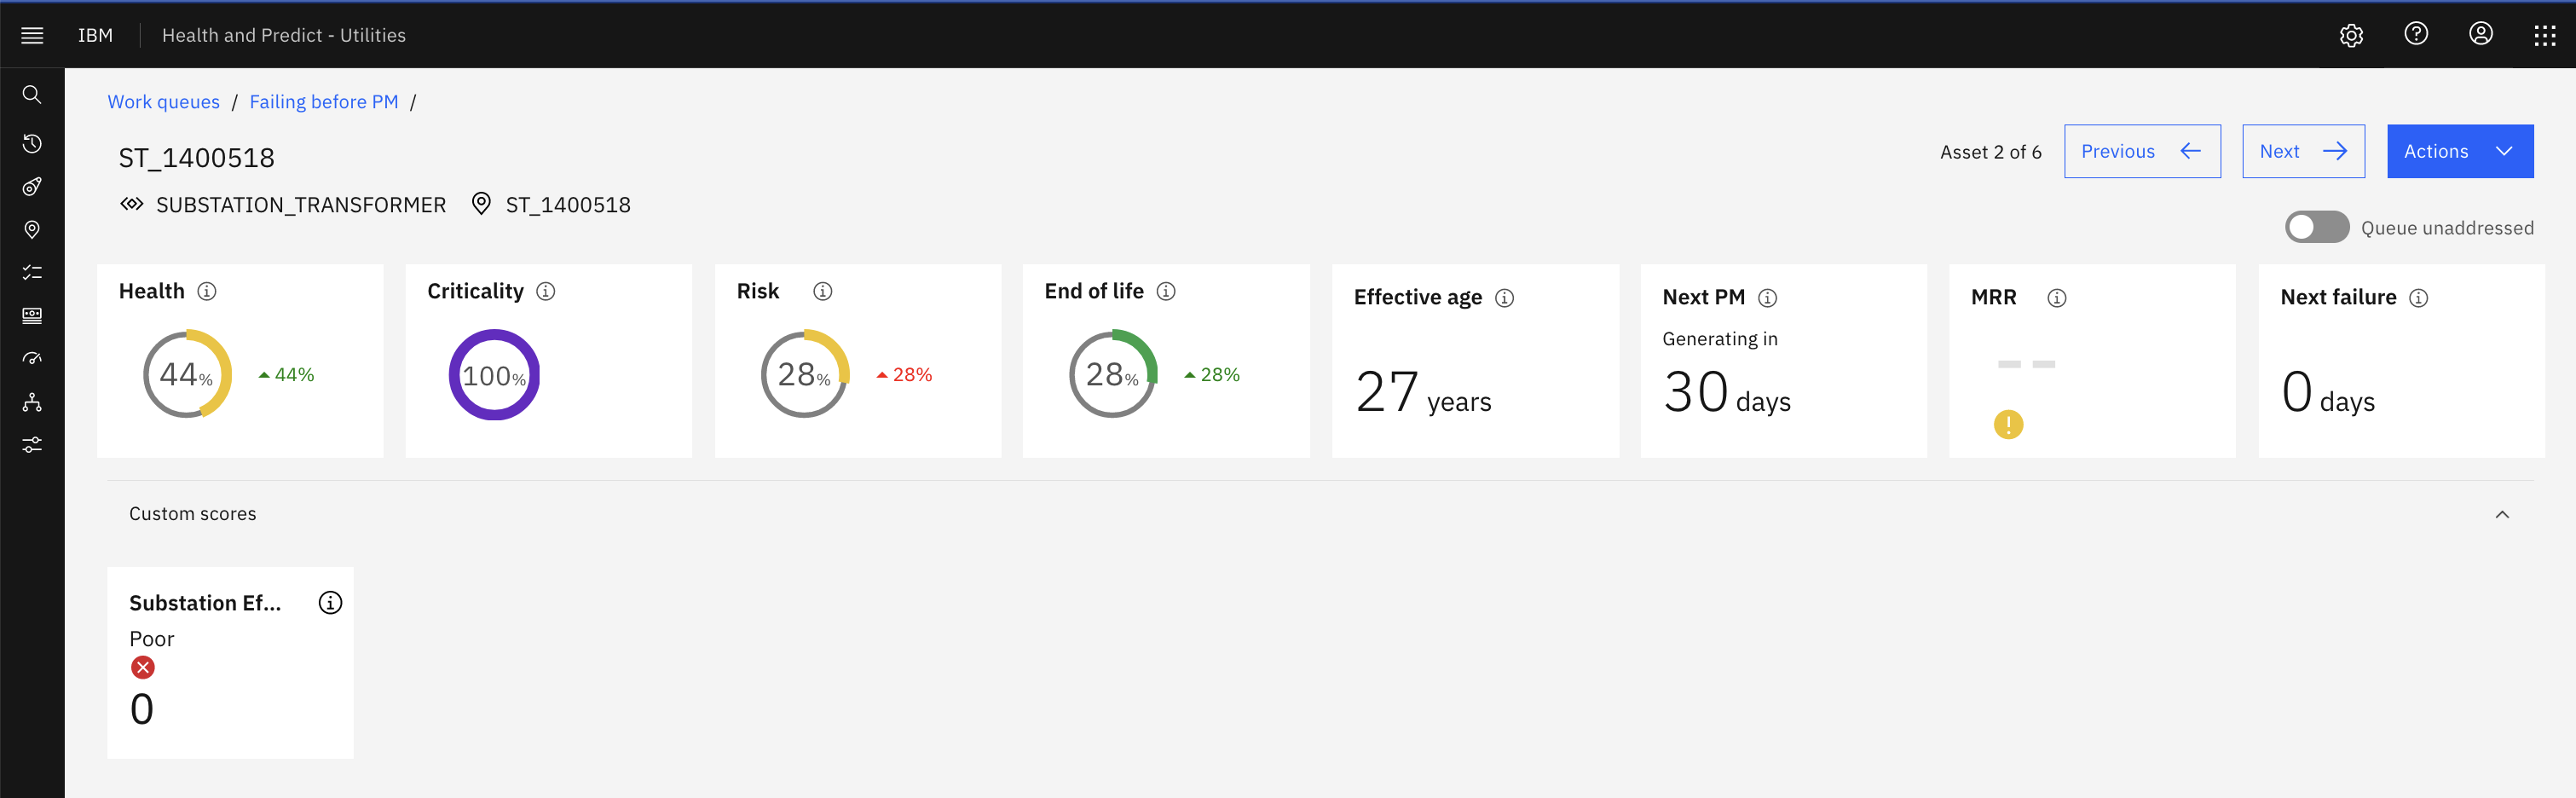 IBM Health and Predict - Utilities
Work queues / Failing before PM /
ST_1400518
Asset 2 of 6 Previous Next Actions
SUBSTATION_TRANSFORMER ST_1400518
Queue unaddressed
Health
44%
44%
Criticality
100%
Risk
28%
28%
End of life
28%
28%
Effective age
27 years
Next PM
Generating in
30 days
MRR
-- 
Next failure
0 days
Custom scores
Substation Ef...
Poor
0